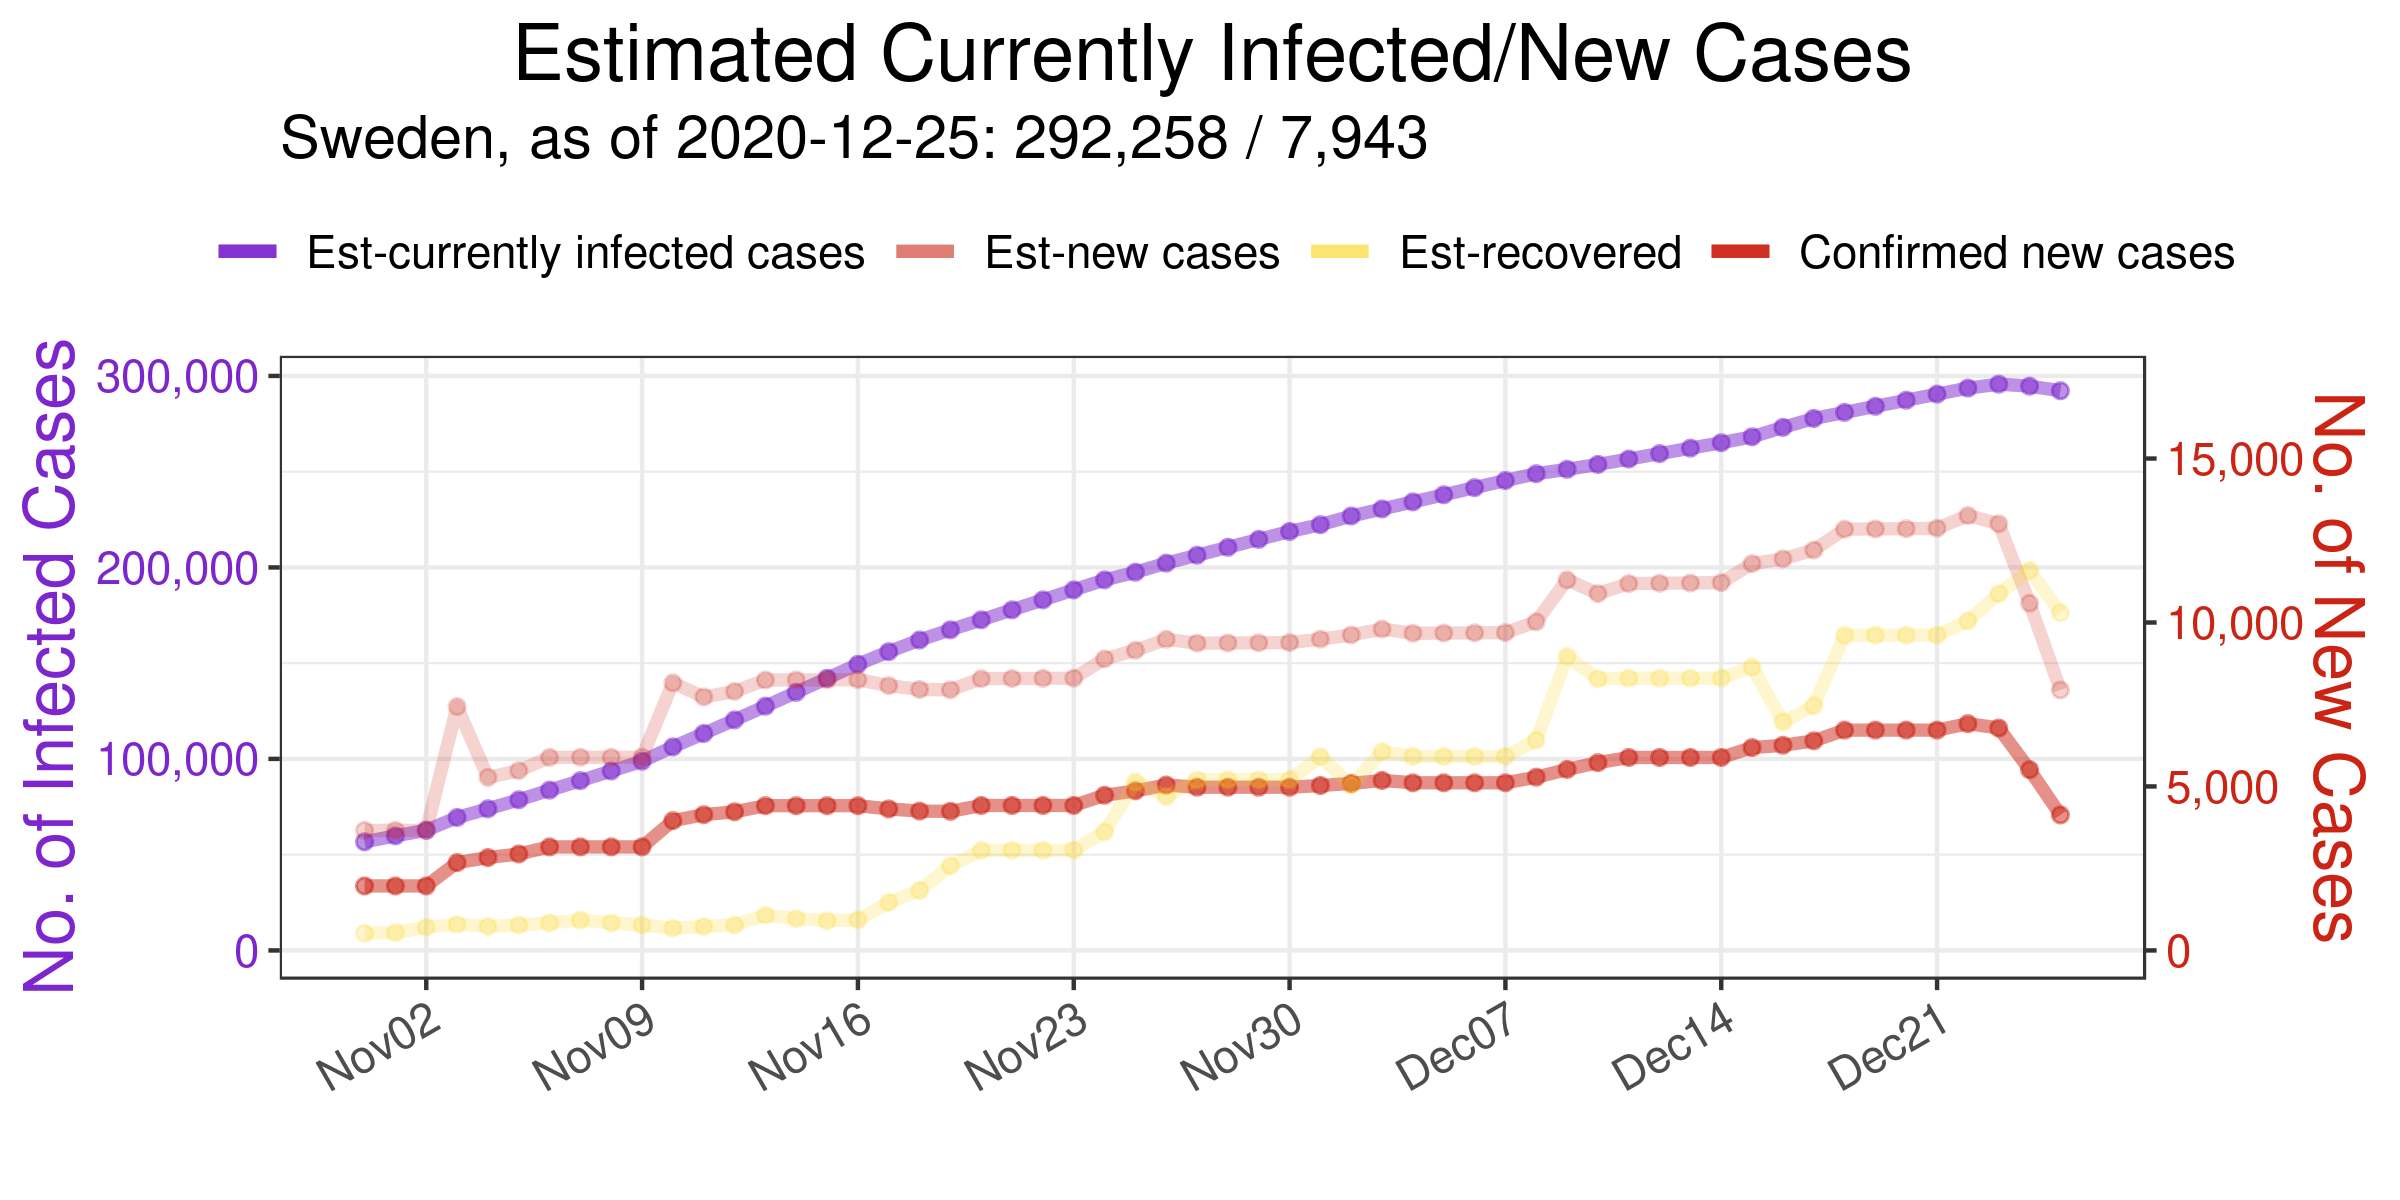 Estimated Currently Infected/New Cases
Sweden, as of 2020-12-25: 292,258 / 7,943
Est-currently infected cases Est-new cases Est-recovered Confirmed new cases
No. of Infected Cases
300,000
200,000
100,000
0
15,000
10,000
5,000
0
No. of New Cases
Nov02 Nov09 Nov16 Nov23 Nov30 Dec07 Dec14 Dec21